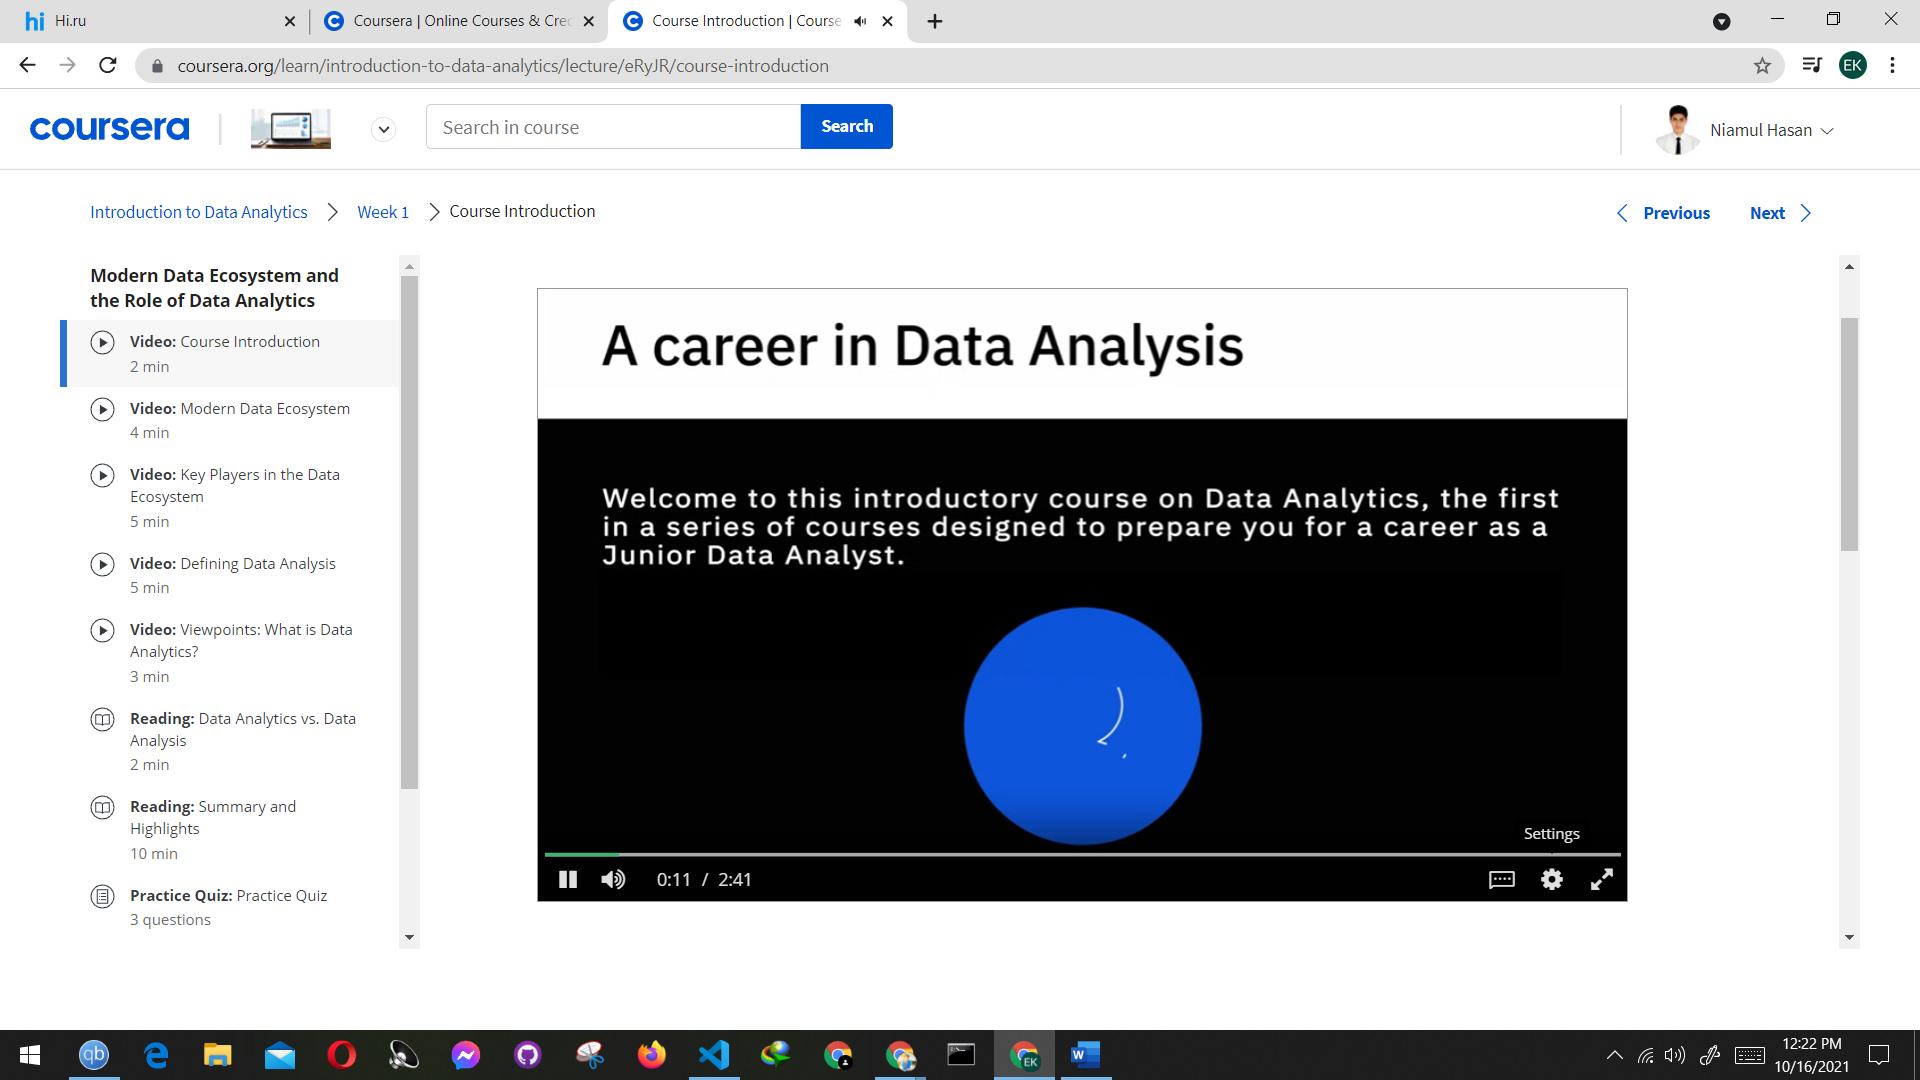 Hi.ru
Coursera | Online Courses & Cre
Course Introduction | Course
coursera.org/learn/introduction-to-data-analytics/lecture/eRyJR/course-introduction
EK
coursera
Search in course
Search
Niamul Hasan
Introduction to Data Analytics
Week 1
Course Introduction
Previous
Next
Modern Data Ecosystem and
the Role of Data Analytics
Video: Course Introduction
2 min
Video: Modern Data Ecosystem
4 min
Video: Key Players in the Data
Ecosystem
5 min
Video: Defining Data Analysis
5 min
Video: Viewpoints: What is Data
Analytics?
3 min
Reading: Data Analytics vs. Data
Analysis
2 min
Reading: Summary and
Highlights
10 min
Practice Quiz: Practice Quiz
3 questions
A career in Data Analysis
Welcome to this introductory course on Data Analytics, the first
in a series of courses designed to prepare you for a career as a
Junior Data Analyst.
Settings
0:11 / 2:41
12:22 PM
10/16/2021